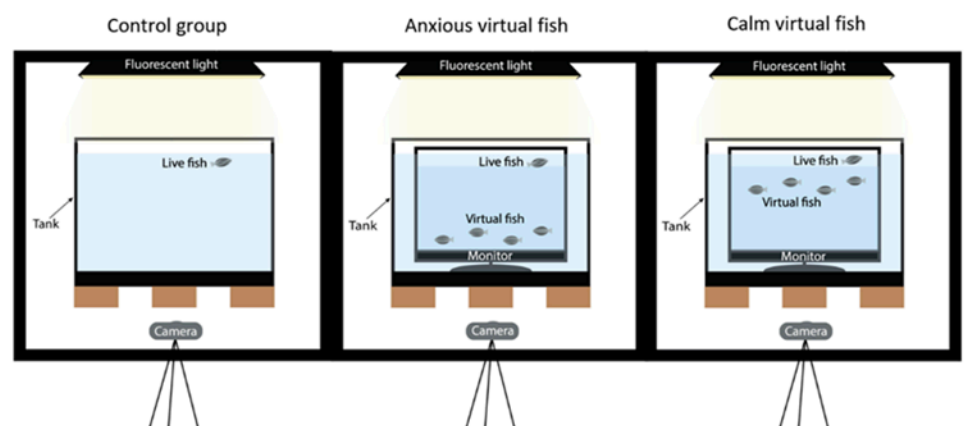 Control group
Anxious virtual fish
Calm virtual fish
Fluorescent light
Fluorescent light
Fluorescent light
Live fish
Live fish
Live fish
Virtual fish
Tank
Virtual fish
Tank
Tank
Monitor
Monitor
Camera
Camera
Camera